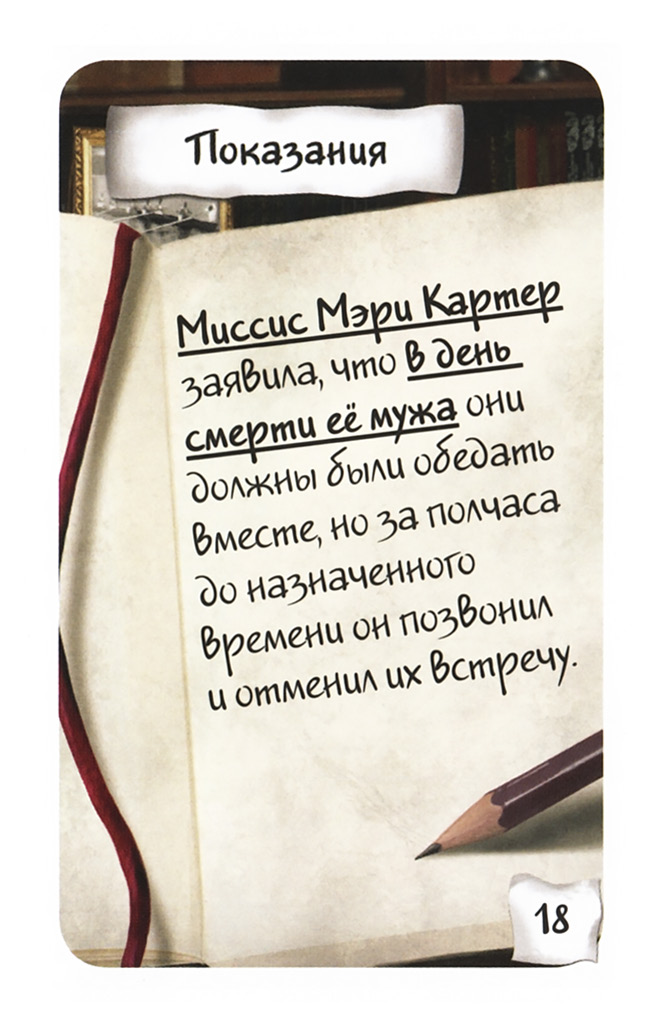 Показания
Миссис Мэри Картер
заявила, что в день
смерти её мужа они
должны были обедать
вместе, но за полчаса
до назначенного
времени он позвонил
и отменил их встречу.
18